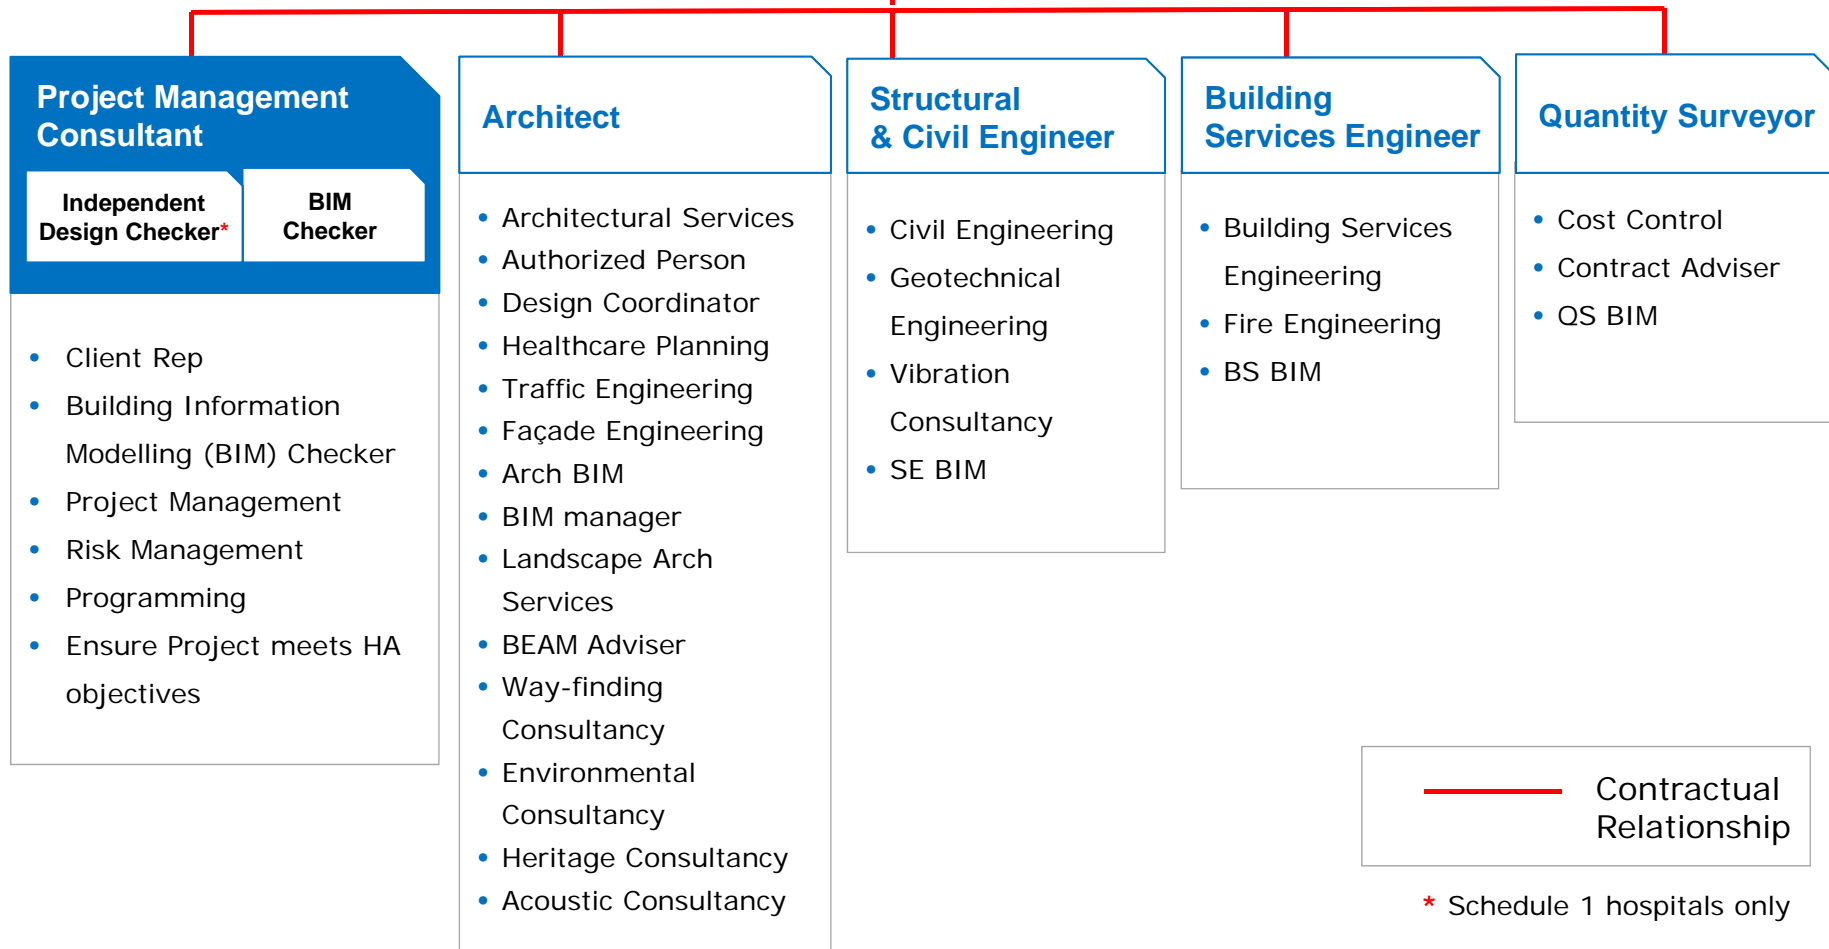 Project Management
Consultant
Independent
Design Checker*
BIM
Checker
• Client Rep
• Building Information
Modelling (BIM) Checker
• Project Management
• Risk Management
• Programming
• Ensure Project meets HA
objectives
Architect
• Architectural Services
• Authorized Person
• Design Coordinator
• Healthcare Planning
• Traffic Engineering
• Façade Engineering
• Arch BIM
• BIM manager
• Landscape Arch
Services
• BEAM Adviser
• Way-finding
Consultancy
• Environmental
Consultancy
• Heritage Consultancy
• Acoustic Consultancy
Structural
& Civil Engineer
• Civil Engineering
• Geotechnical
Engineering
• Vibration
Consultancy
• SE BIM
Building
Services Engineer
• Building Services
Engineering
• Fire Engineering
• BS BIM
Quantity Surveyor
• Cost Control
• Contract Adviser
• QS BIM
Contractual
Relationship
* Schedule 1 hospitals only